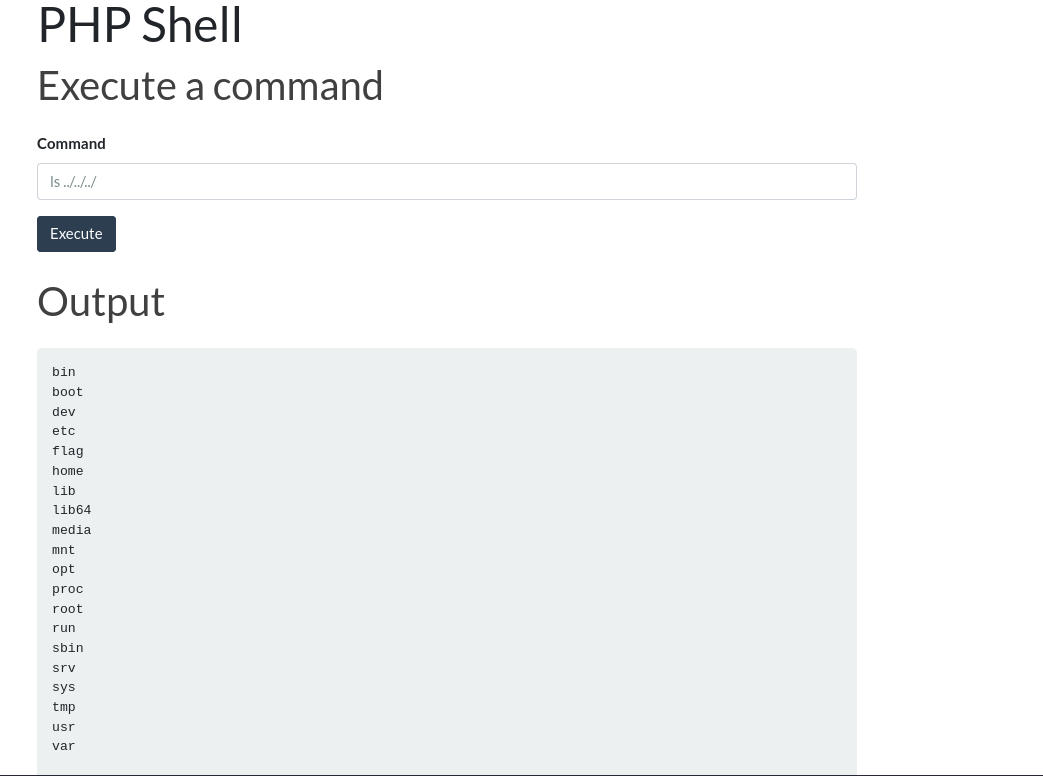 PHP Shell
Execute a command
Command
ls ../../../
Execute
Output
bin
boot
dev
etc
flag
home
lib
lib64
media
mnt
opt
proc
root
run
sbin
srv
sys
tmp
usr
var